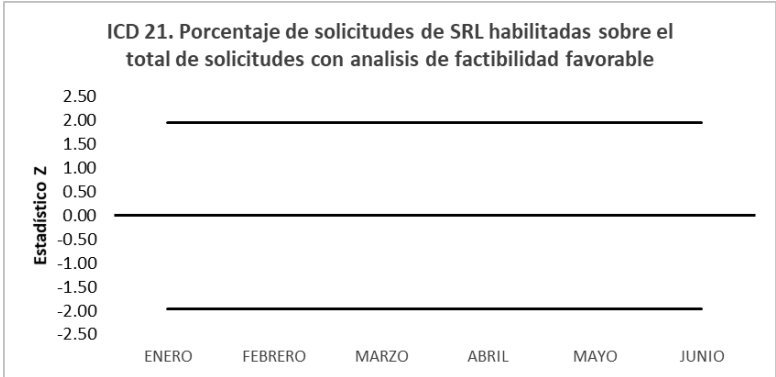 ICD 21. Porcentaje de solicitudes de SRL habilitadas sobre el
total de solicitudes con analisis de factibilidad favorable
Estadístico Z
2.50
2.00
1.50
1.00
0.50
0.00
-0.50
-1.00
-1.50
-2.00
-2.50
ENERO FEBRERO MARZO ABRIL MAYO JUNIO